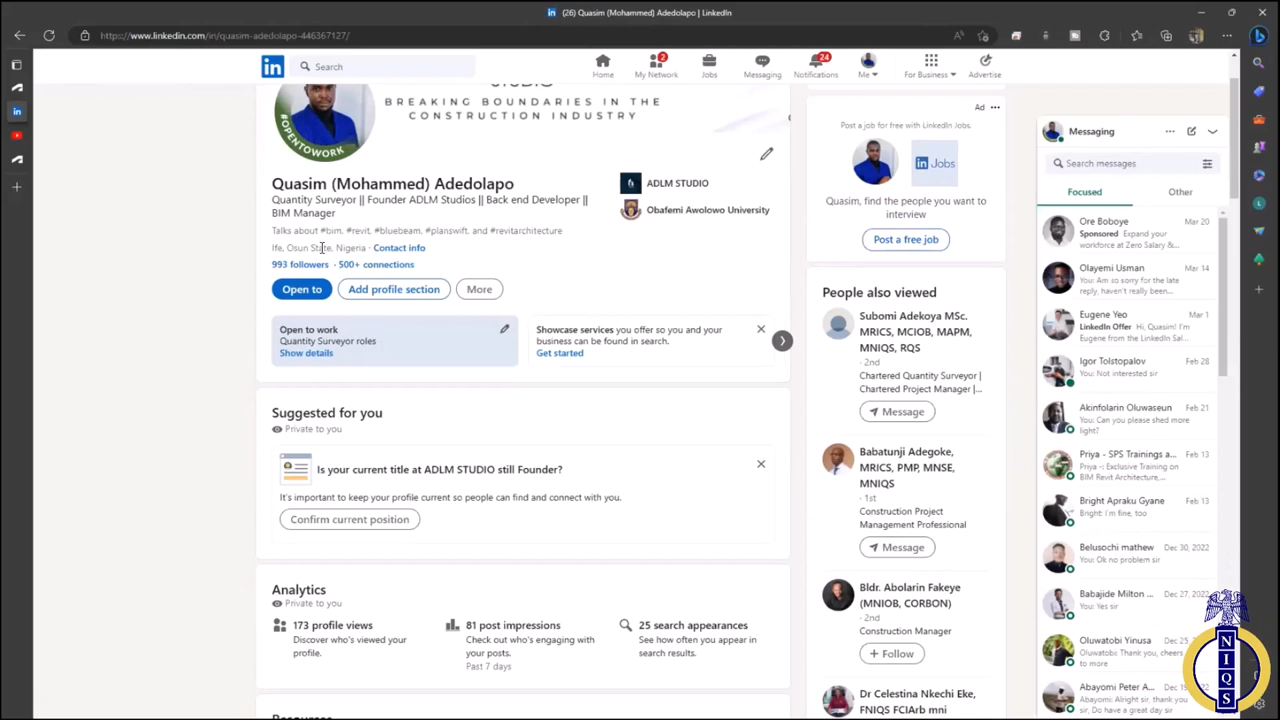 (26) Quasim (Mohammed) Adedolapo | LinkedIn
https://www.linkedin.com/in/quasim-adedolapo-446367127/
Search
Home
2
My Network
Jobs
Messaging
24
Notifications
Me
For Business
Advertise
STUDIO
BREAKING BOUNDARIES IN THE
CONSTRUCTION INDUSTRY
#OPENTOWORK
Quasim (Mohammed) Adedolapo
Quantity Surveyor || Founder ADLM Studios || Back end Developer ||
BIM Manager
Talks about #bim, #revit, #bluebeam, #planswift, and #revitarchitecture
Ife, Osun State, Nigeria · Contact info
993 followers · 500+ connections
Open to
Add profile section
More
ADLM STUDIO
Obafemi Awolowo University
Open to work
Quantity Surveyor roles
Show details
Showcase services you offer so you and your
business can be found in search.
Get started
Suggested for you
Private to you
Is your current title at ADLM STUDIO still Founder?
It's important to keep your profile current so people can find and connect with you.
Confirm current position
Analytics
Private to you
173 profile views
Discover who's viewed your
profile.
81 post impressions
Check out who's engaging with
your posts.
Past 7 days
25 search appearances
See how often you appear in
search results.
Ad
Post a job for free with LinkedIn Jobs.
in Jobs
Quasim, find the people you want to
interview
Post a free job
People also viewed
Subomi Adekoya MSc.
MRICS, MCIOB, MAPM,
MNIQS, RQS
· 2nd
Chartered Quantity Surveyor |
Chartered Project Manager |...
Message
Babatunji Adegoke,
MRICS, PMP, MNSE,
MNIQS
· 1st
Construction Project
Management Professional
Message
Bldr. Abolarin Fakeye
(MNIOB, CORBON)
· 2nd
Construction Manager
+ Follow
Dr Celestina Nkechi Eke,
FNIQS FCIArb mni
Messaging
Search messages
Focused
Other
Ore Boboye
Mar 20
Sponsored Expand your
workforce at Zero Salary &...
Olayemi Usman
Mar 14
You: Am so sorry for the late
reply, haven't really been...
Eugene Yeo
Mar 1
LinkedIn Offer Hi, Quasim! I'm
Eugene from the LinkedIn Sal...
Igor Tolstopalov
Feb 28
You: Not interested sir
Akinfolarin Oluwaseun
Feb 21
You: Can you please shed more
light?
Priya - SPS Trainings a...
Feb 13
Priya -: Exclusive Training on
BIM Revit Architecture,...
Bright Apraku Gyane
Feb 13
Bright: I'm fine, too
Belusochi mathew
Dec 30, 2022
You: Ok no problem sir
Babajide Milton ...
Dec 27, 2022
You: Yes sir
Oluwatobi Yinusa
Dec 25,
Oluwatobi: Thank you, cheers
to more
Abayomi Peter A...
Abayomi: Alright, thank you
sir, Do have a great day sir
NIQS